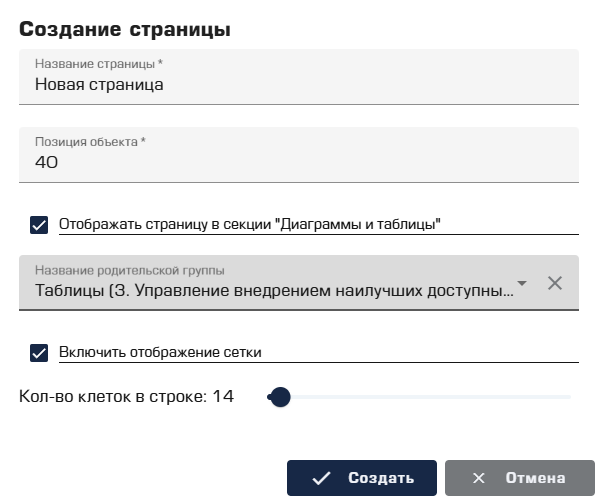 Создание страницы
Название страницы *
Новая страница
Позиция объекта *
40
Отображать страницу в секции "Диаграммы и таблицы"
Название родительской группы
Таблицы (3. Управление внедрением наилучших доступны...
Включить отображение сетки
Кол-во клеток в строке: 14
Создать
Отмена